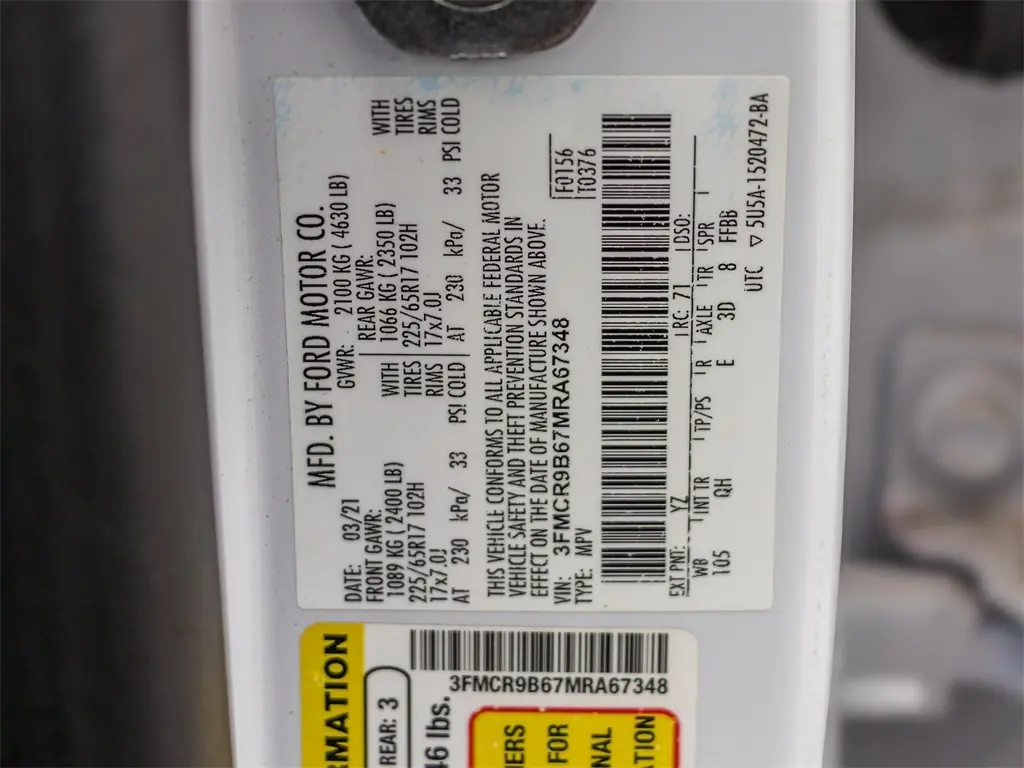 MFD. BY FORD MOTOR CO.
DATE: 03/21 GVWR: 2100 KG ( 4630 LB)
FRONT GAWR: REAR GAWR:
1089 KG ( 2400 LB) WITH 1066 KG ( 2350 LB) WITH
225/65R17 102H TIRES 225/65R17 102H TIRES
17x7.0J RIMS 17x7.0J RIMS
AT 230 kPa/ 33 PSI COLD AT 230 kPa/ 33 PSI COLD
THIS VEHICLE CONFORMS TO ALL APPLICABLE FEDERAL MOTOR
VEHICLE SAFETY AND THEFT PREVENTION STANDARDS IN
EFFECT ON THE DATE OF MANUFACTURE SHOWN ABOVE.
VIN: 3FMCR9B67MRA67348 F0156
TYPE: MPV T0376
EXT PNT: YZ RC: 71 DSO:
WB INT TR TP/PS R AXLE TR SPR
105 QH E 3D 8 FFBB
UTC ▽ 5U5A-1520472-BA
3FMCR9B67MRA67348
RMATION
REAR: 3
46 lbs.